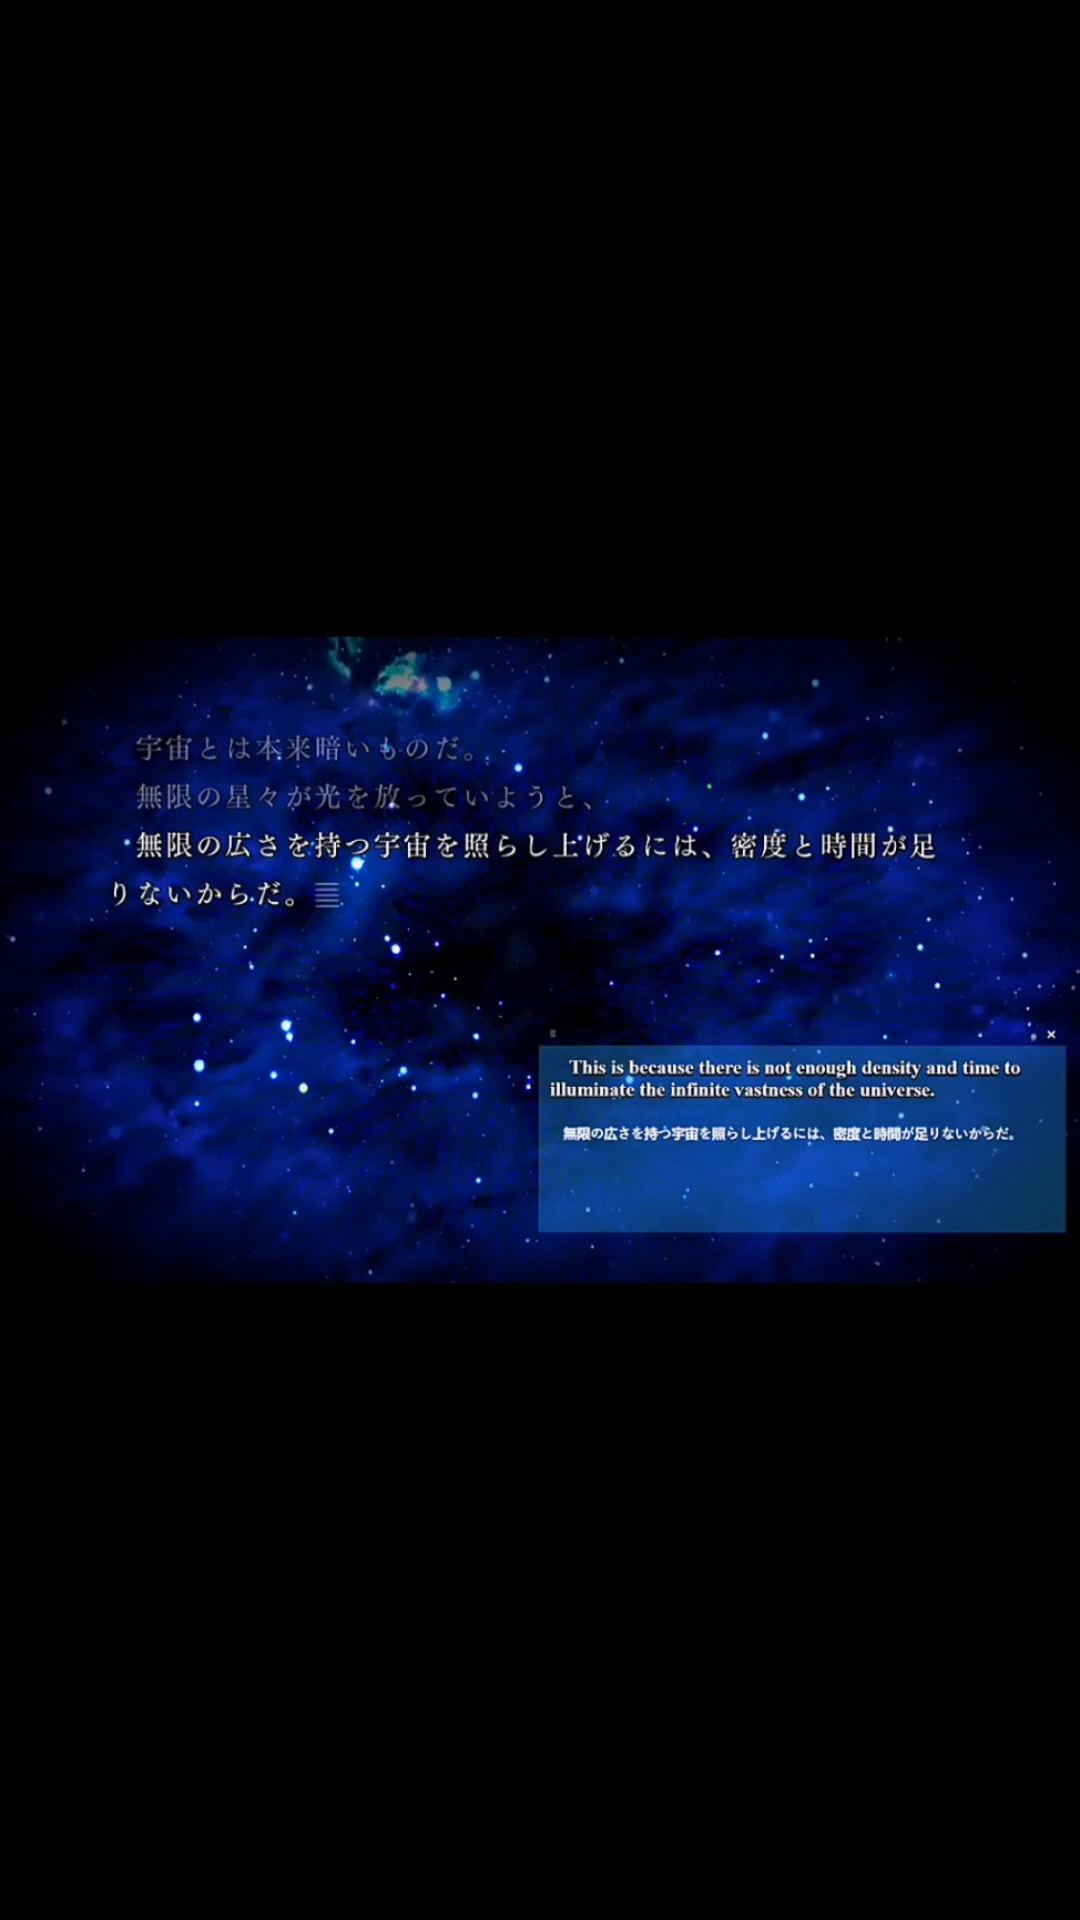 宇宙とは本来暗いものだ。
無限の星々が光を放っていようと、
無限の広さを持つ宇宙を照らし上げるには、密度と時間が足
りないからだ。
This is because there is not enough density and time to
illuminate the infinite vastness of the universe.
無限の広さを持つ宇宙を照らし上げるには、密度と時間が足りないからだ。